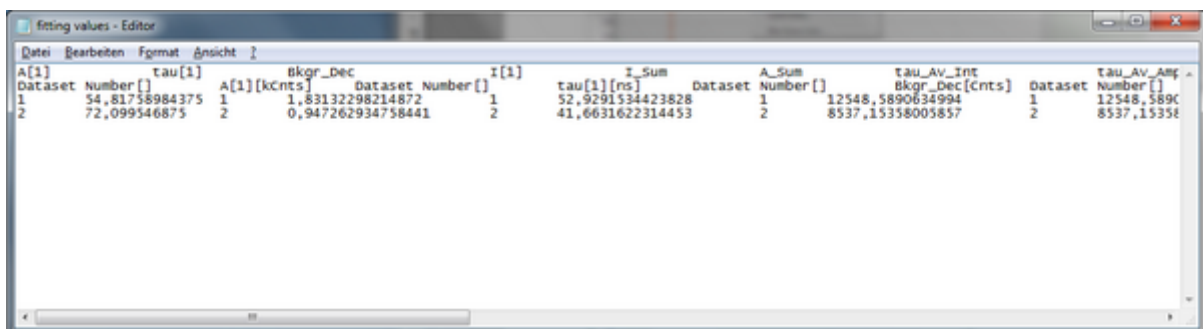 fitting values - Editor
Datei Bearbeiten Format Ansicht ?
A[1] tau[1] Bkgr_Dec I[1] I_Sum A_Sum tau_Av_Int tau_Av_Amp
Dataset Number[] A[1][kCnts] Dataset Number[] tau[1][ns] Dataset Number[] Bkgr_Dec[Cnts] Dataset Number[]
1 54,81758984375 1 1,83132298214872 1 52,9291534423828 1 12548,5890634994 1 12548,5890
2 72,099546875 2 0,947262934758441 2 41,6631622314453 2 8537,15358005857 2 8537,15358